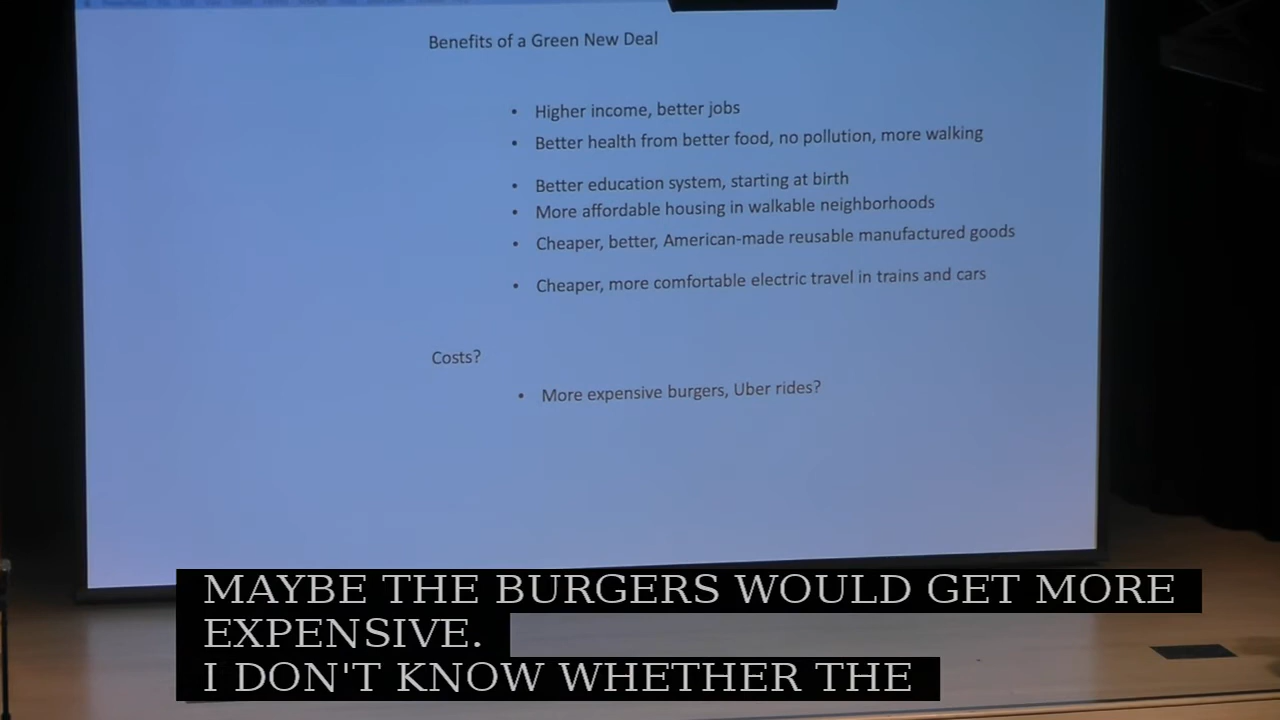 Benefits of a Green New Deal
• Higher income, better jobs
• Better health from better food, no pollution, more walking
• Better education system, starting at birth
• More affordable housing in walkable neighborhoods
• Cheaper, better, American-made reusable manufactured goods
• Cheaper, more comfortable electric travel in trains and cars
Costs?
• More expensive burgers, Uber rides?
MAYBE THE BURGERS WOULD GET MORE
EXPENSIVE.
I DON'T KNOW WHETHER THE